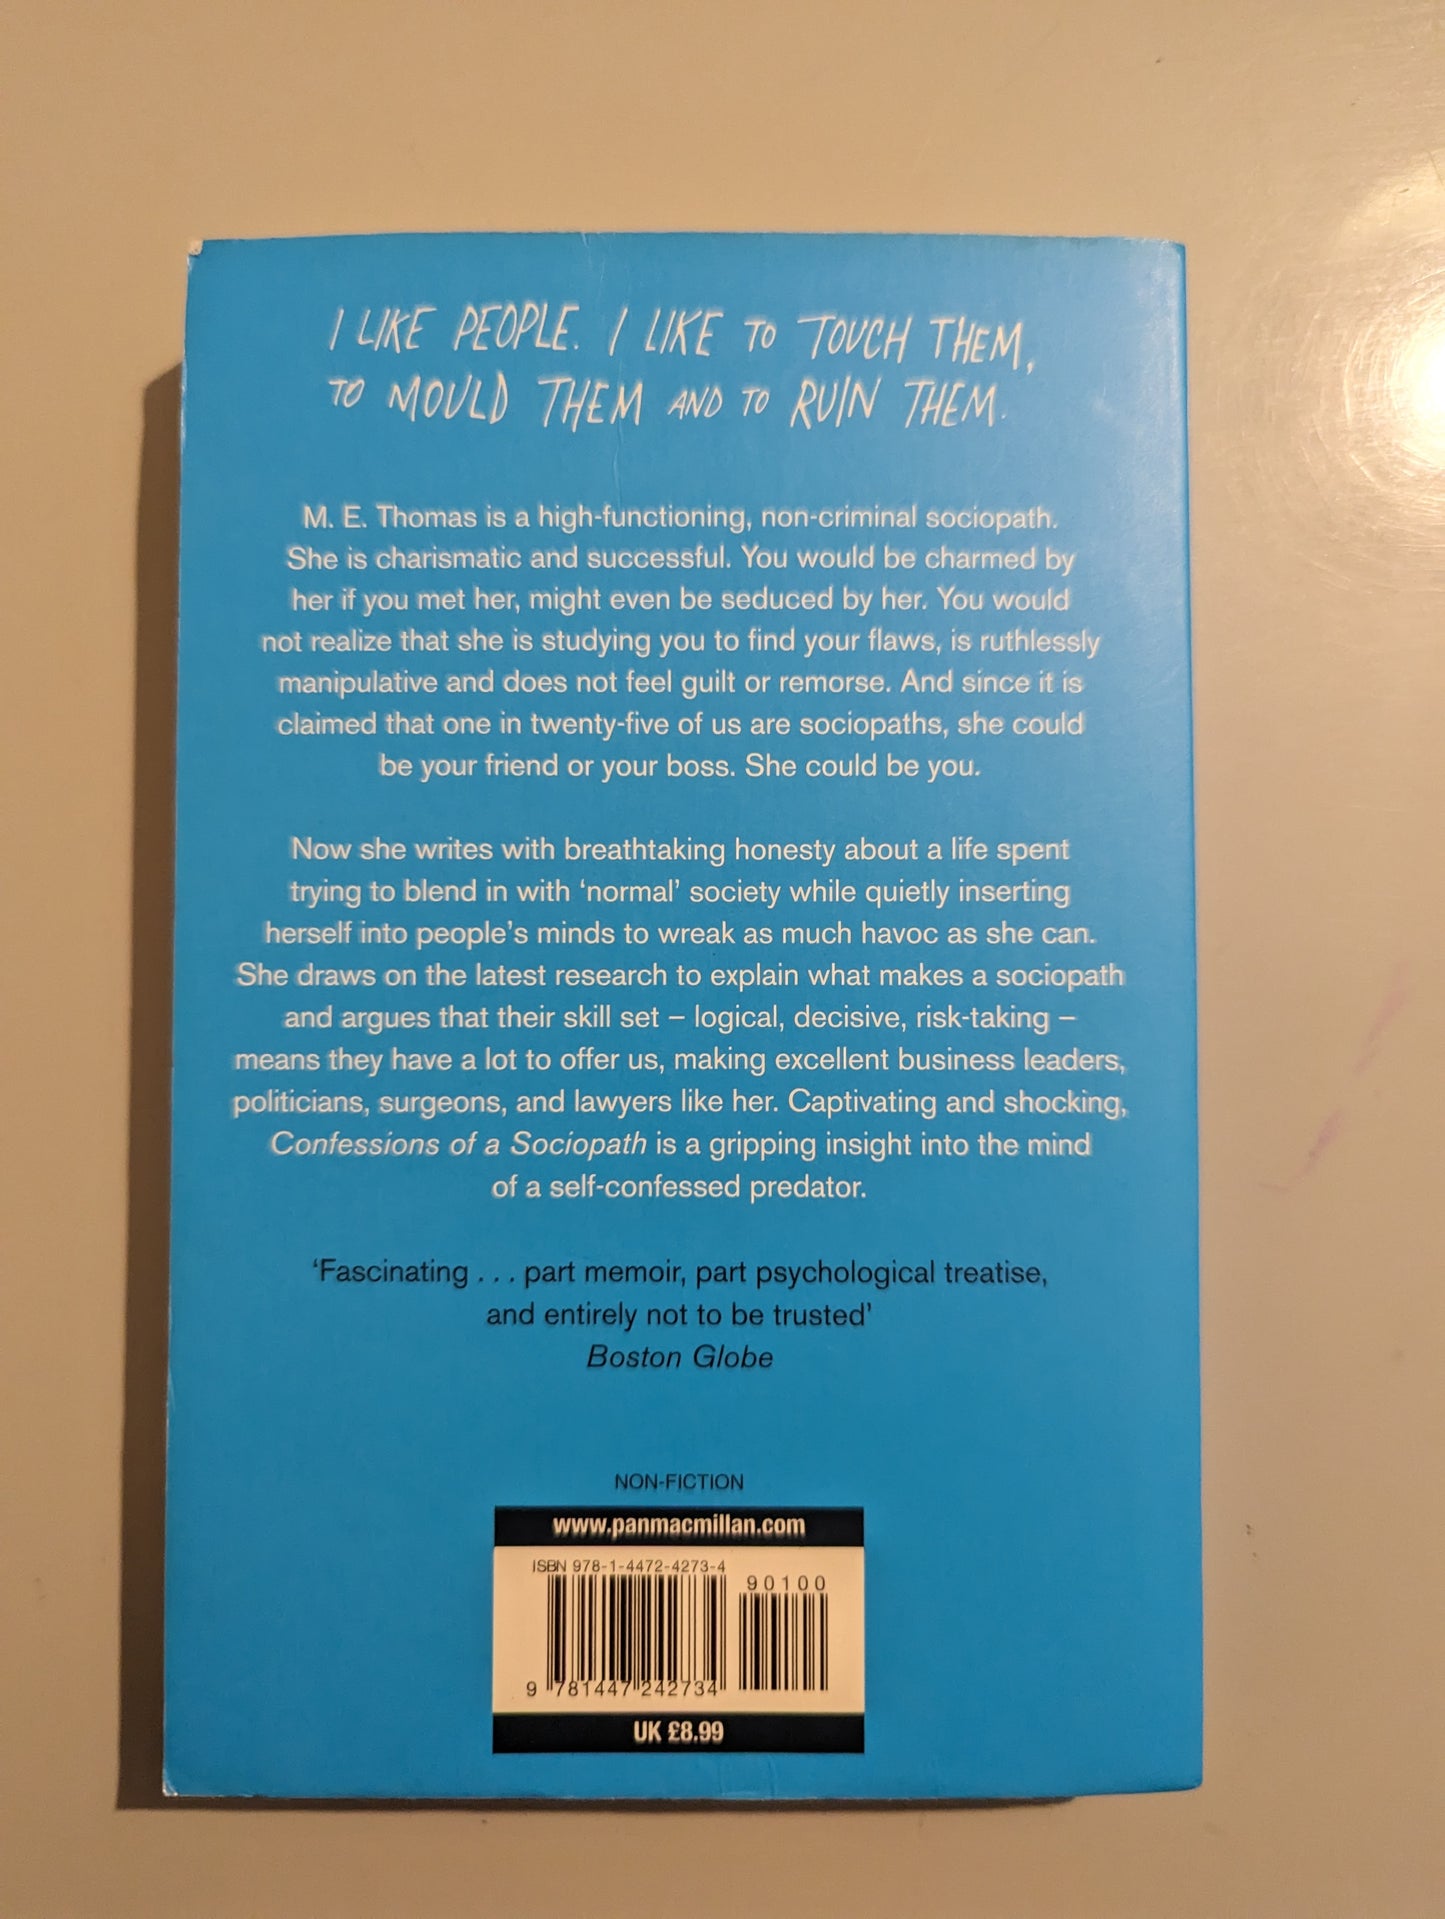 I LIKE PEOPLE. I LIKE TO TOUCH THEM,
TO MOULD THEM AND TO RUIN THEM.
M. E. Thomas is a high-functioning, non-criminal sociopath.
She is charismatic and successful. You would be charmed by
her if you met her, might even be seduced by her. You would
not realize that she is studying you to find your flaws, is ruthlessly
manipulative and does not feel guilt or remorse. And since it is
claimed that one in twenty-five of us are sociopaths, she could
be your friend or your boss. She could be you.
Now she writes with breathtaking honesty about a life spent
trying to blend in with ‘normal’ society while quietly inserting
herself into people’s minds to wreak as much havoc as she can.
She draws on the latest research to explain what makes a sociopath
and argues that their skill set – logical, decisive, risk-taking –
means they have a lot to offer us, making excellent business leaders,
politicians, surgeons, and lawyers like her. Captivating and shocking,
Confessions of a Sociopath is a gripping insight into the mind
of a self-confessed predator.
‘Fascinating . . . part memoir, part psychological treatise,
and entirely not to be trusted’
Boston Globe
NON-FICTION
www.panmacmillan.com
ISBN 978-1-4472-4273-4
90100
9 781447 242734
UK £8.99